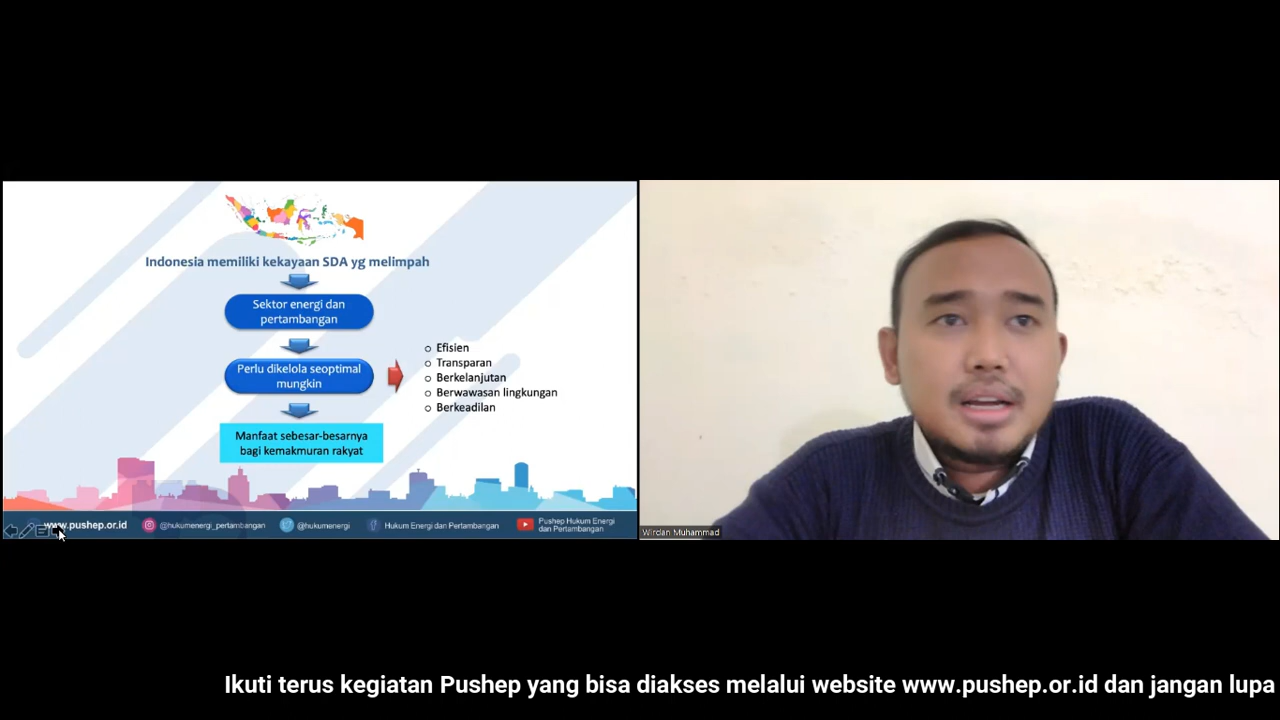 Indonesia memiliki kekayaan SDA yg melimpah
Sektor energi dan
pertambangan
Perlu dikelola seoptimal
mungkin
o Efisien
o Transparan
o Berkelanjutan
o Berwawasan lingkungan
o Berkeadilan
Manfaat sebesar-besarnya
bagi kemakmuran rakyat
www.pushep.or.id
@hukumenergi_pertambangan
@hukumenergi
Hukum Energi dan Pertambangan
Pushep Hukum Energi
dan Pertambangan
Wirdan Muhammad
Ikuti terus kegiatan Pushep yang bisa diakses melalui website www.pushep.or.id dan jangan lupa